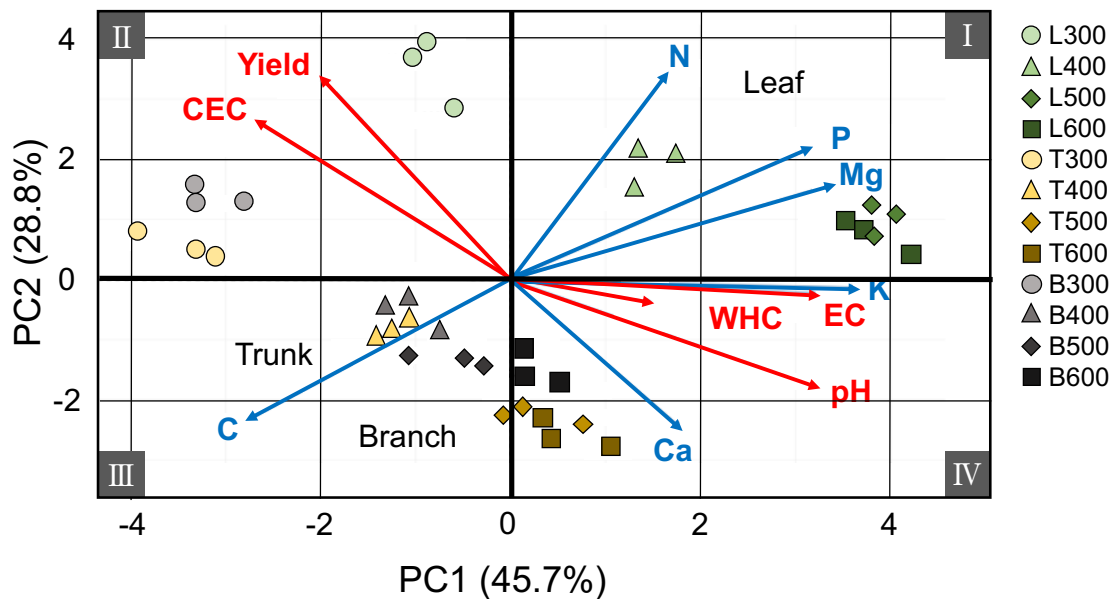 Ⅱ
Ⅰ
Ⅲ
Ⅳ
4
2
0
-2
-4
-2
0
2
4
PC2 (28.8%)
PC1 (45.7%)
Yield
CEC
N
Leaf
P
Mg
K
EC
WHC
pH
Ca
Trunk
C
Branch
L300
L400
L500
L600
T300
T400
T500
T600
B300
B400
B500
B600